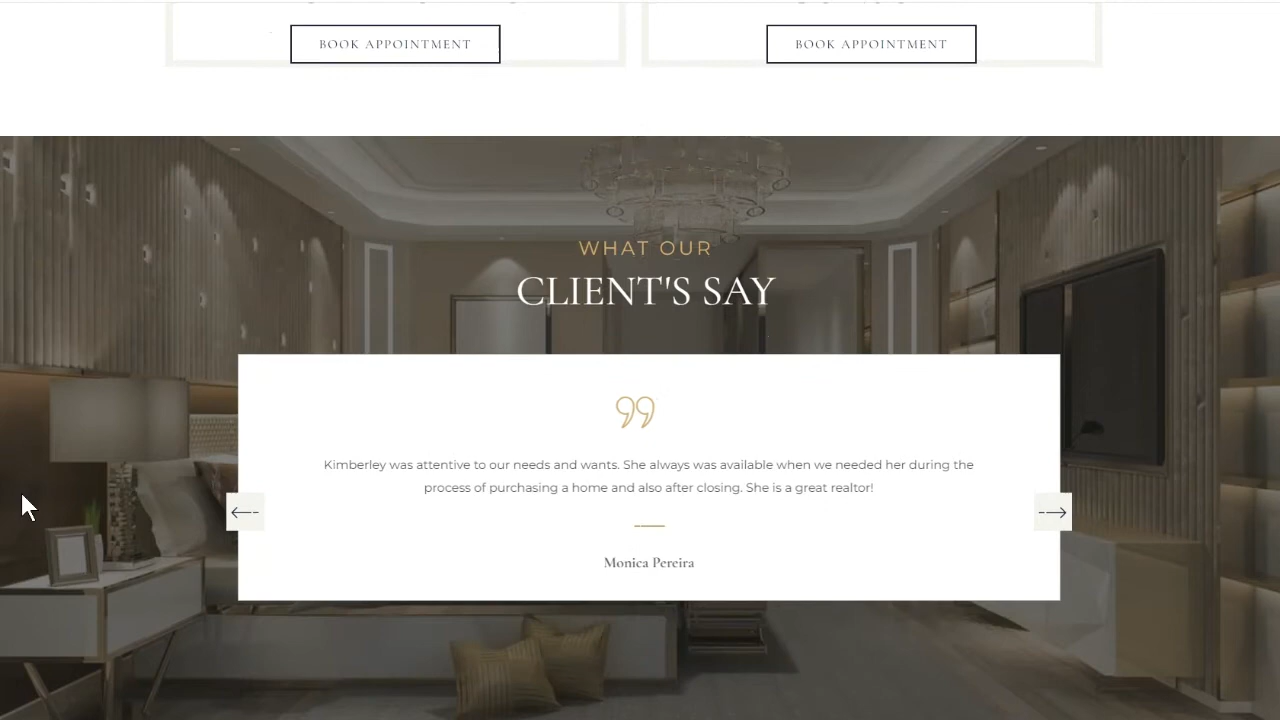 BOOK APPOINTMENT
BOOK APPOINTMENT
WHAT OUR
CLIENT'S SAY
Kimberley was attentive to our needs and wants. She always was available when we needed her during the
process of purchasing a home and also after closing. She is a great realtor!
Monica Pereira